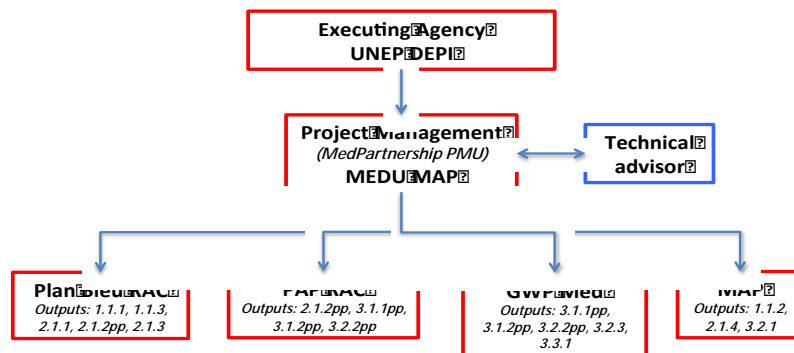 Executing Agency
UNEP DEPI
Project Management
(MedPartnership PMU)
MEDU MAP
Technical
advisor
Plan Bleu RAC
Outputs: 1.1.1, 1.1.3,
2.1.1, 2.1.2pp, 2.1.3
PAP RAC
Outputs: 2.1.2pp, 3.1.1pp,
3.1.2pp, 3.2.2pp
GWP Med
Outputs: 3.1.1pp,
3.1.2pp, 3.2.2pp, 3.2.3,
3.3.1
MAP
Outputs: 1.1.2,
2.1.4, 3.2.1